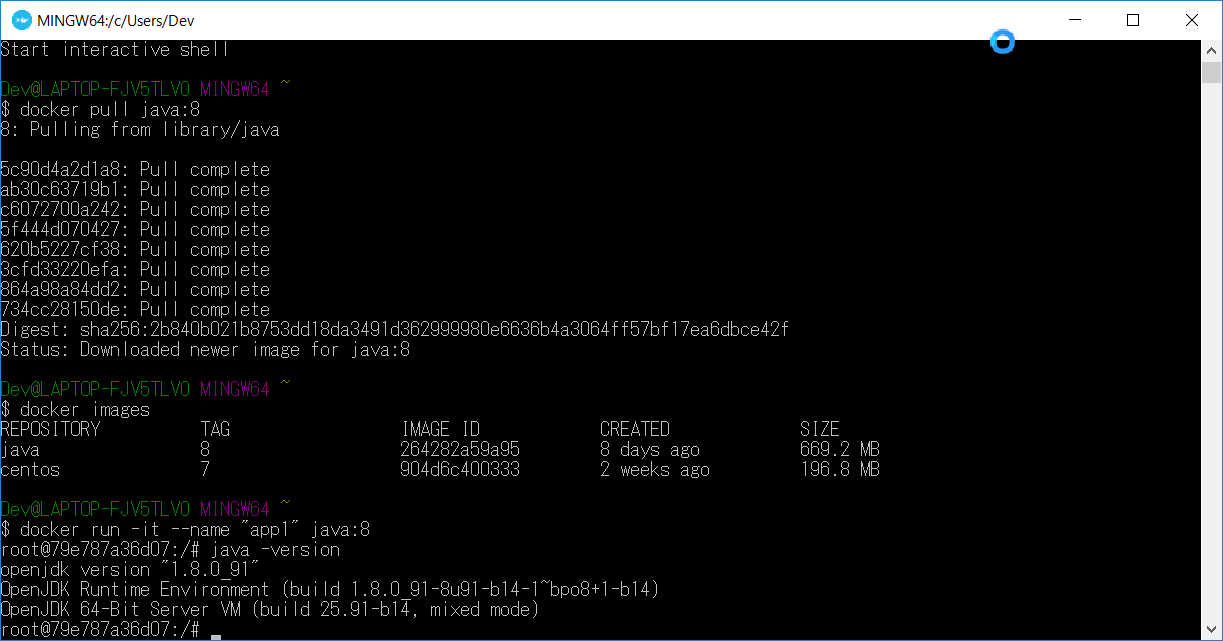 MINGW64:/c/Users/Dev
Start interactive shell
Dev@LAPTOP-FJV5TLVO MINGW64 ~
$ docker pull java:8
8: Pulling from library/java
5c90d4a2d1a8: Pull complete
ab30c63719b1: Pull complete
c6072700a242: Pull complete
5f444d070427: Pull complete
620b5227cf38: Pull complete
3cfd33220efa: Pull complete
864a98a84dd2: Pull complete
734cc28150de: Pull complete
Digest: sha256:2b840b021b8753dd18da3491d362999980e6636b4a3064ff57bf17ea6dbce42f
Status: Downloaded newer image for java:8
Dev@LAPTOP-FJV5TLVO MINGW64 ~
$ docker images
REPOSITORY TAG IMAGE ID CREATED SIZE
java 8 264282a59a95 8 days ago 669.2 MB
centos 7 904d6c400333 2 weeks ago 196.8 MB
Dev@LAPTOP-FJV5TLVO MINGW64 ~
$ docker run -it --name "app1" java:8
root@79e787a36d07:/# java -version
openjdk version "1.8.0_91"
OpenJDK Runtime Environment (build 1.8.0_91-8u91-b14-1~bpo8+1-b14)
OpenJDK 64-Bit Server VM (build 25.91-b14, mixed mode)
root@79e787a36d07:/#